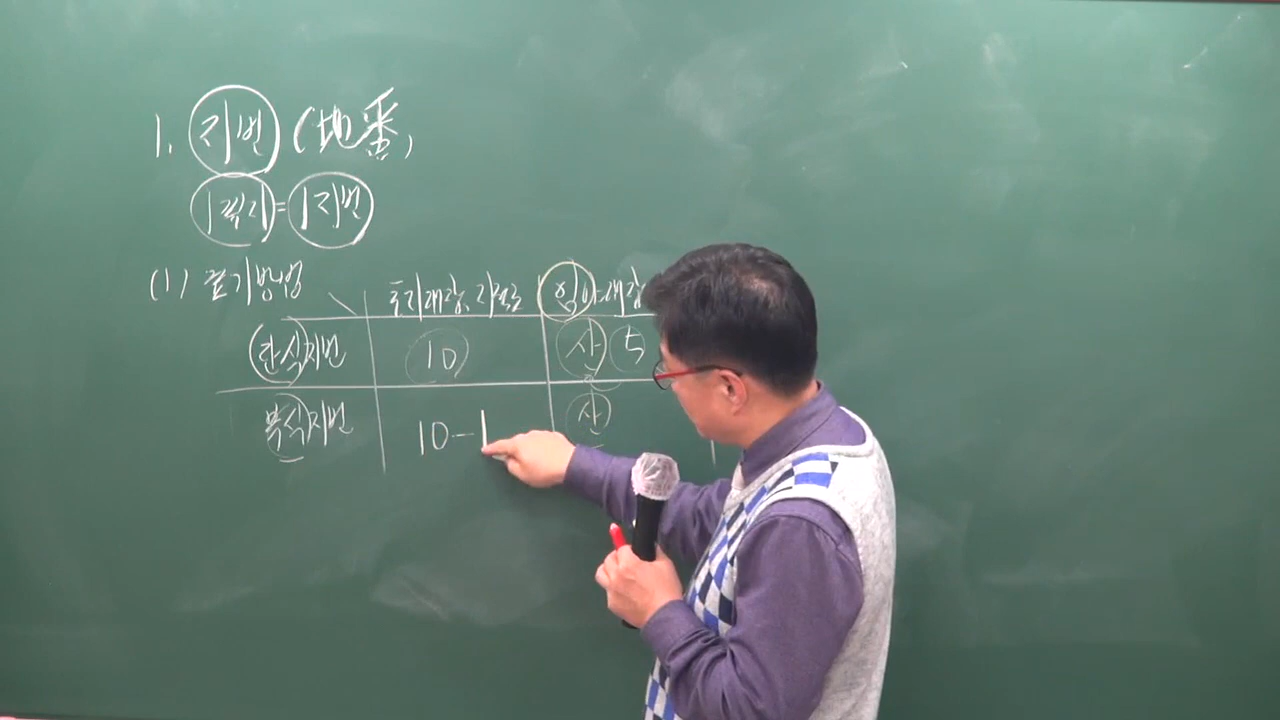 1. 지번 (地番)
1필지 = 1지번
(1) 표기방법
토지대장, 지적도 임야대장
단식지번 10 산 5
복식지번 10-1 산